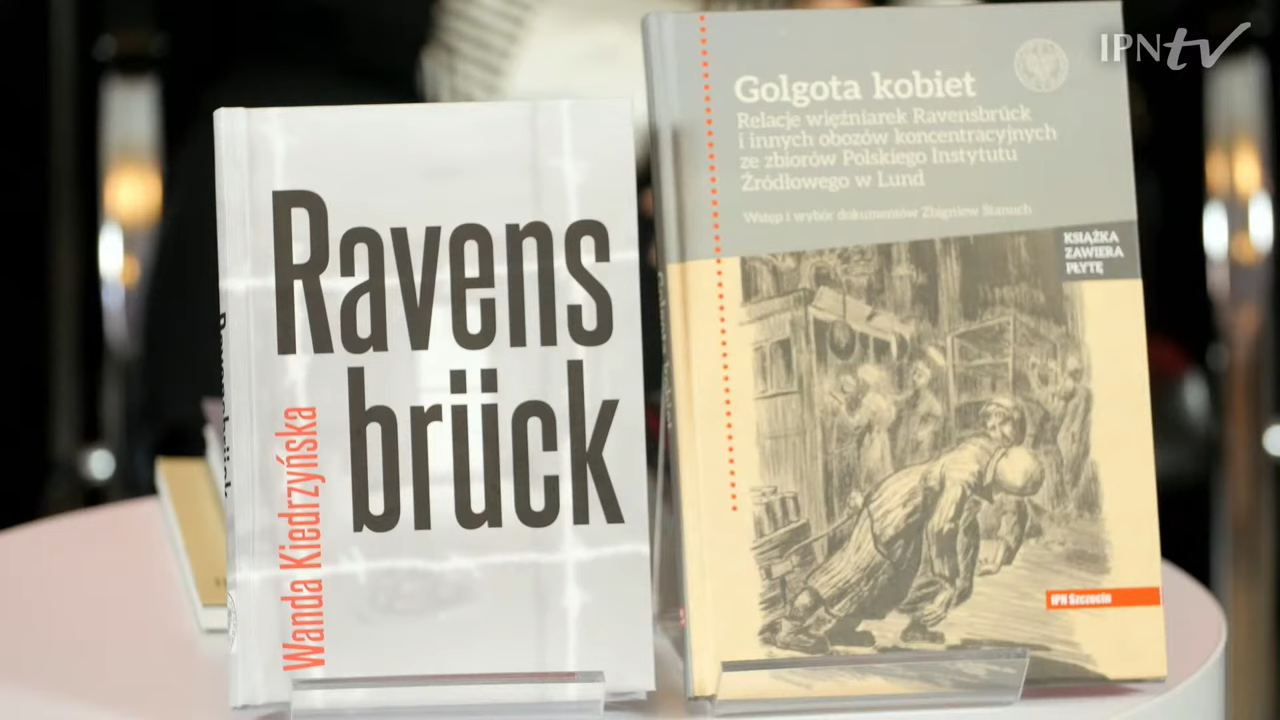 IPNtv
Ravens
brück
Wanda Kiedrzyńska
Golgota kobiet
Relacje więźniarek Ravensbrück
i innych obozów koncentracyjnych
ze zbiorów Polskiego Instytutu
Źródłowego w Lund
Wstęp i wybór dokumentów Zbigniew Stanuch
KSIĄŻKA
ZAWIERA
PŁYTĘ
IPN Szczecin